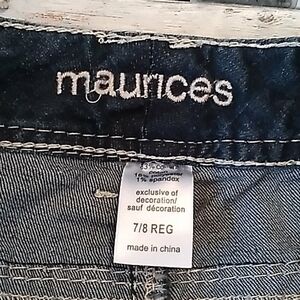 maurices
1% spandex
exclusive of
decoration/
sauf décoration
7/8 REG
made in china